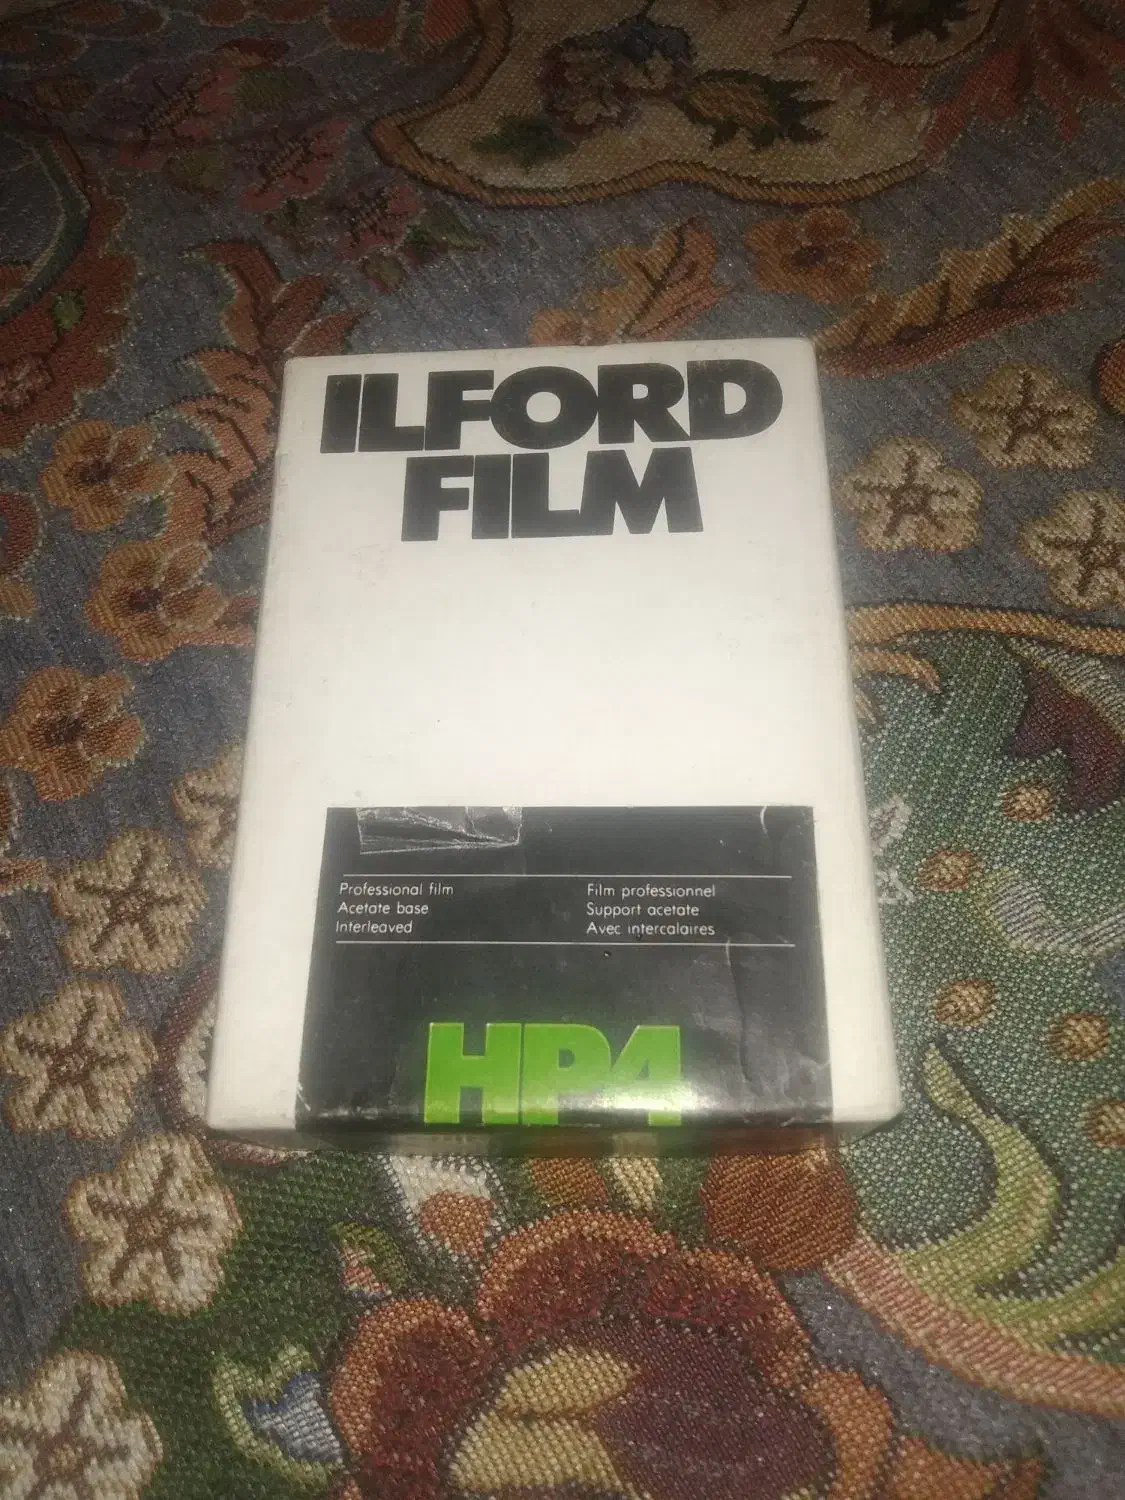 ILFORD
FILM
Professional film
Acetate base
Interleaved
Film professionnel
Support acetate
Avec intercalaires
HP4